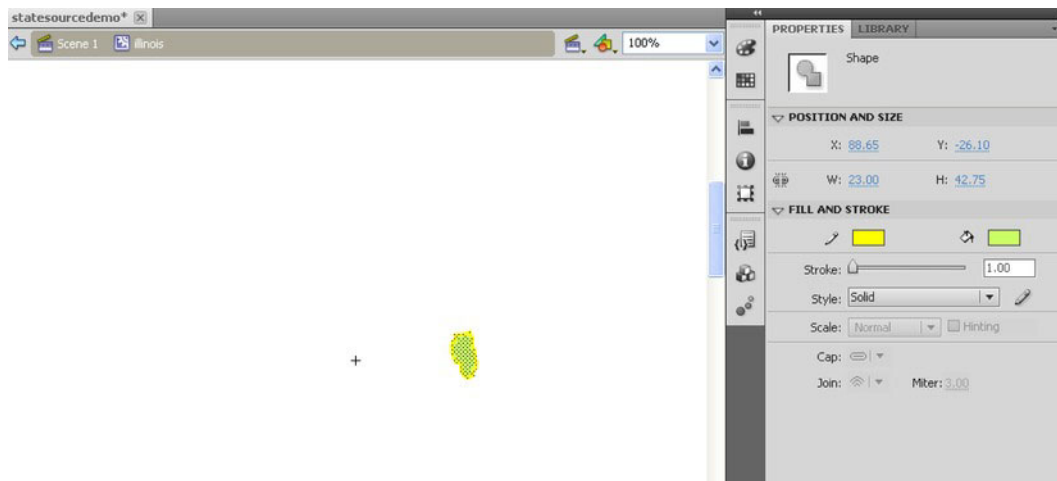 statesourcedemo*
Scene 1 illinois 100%
PROPERTIES LIBRARY
Shape
POSITION AND SIZE
X: 88.65 Y: -26.10
W: 23.00 H: 42.75
FILL AND STROKE
Stroke: 1.00
Style: Solid
Scale: Normal Hinting
Cap:
Join: Miter: 3.00